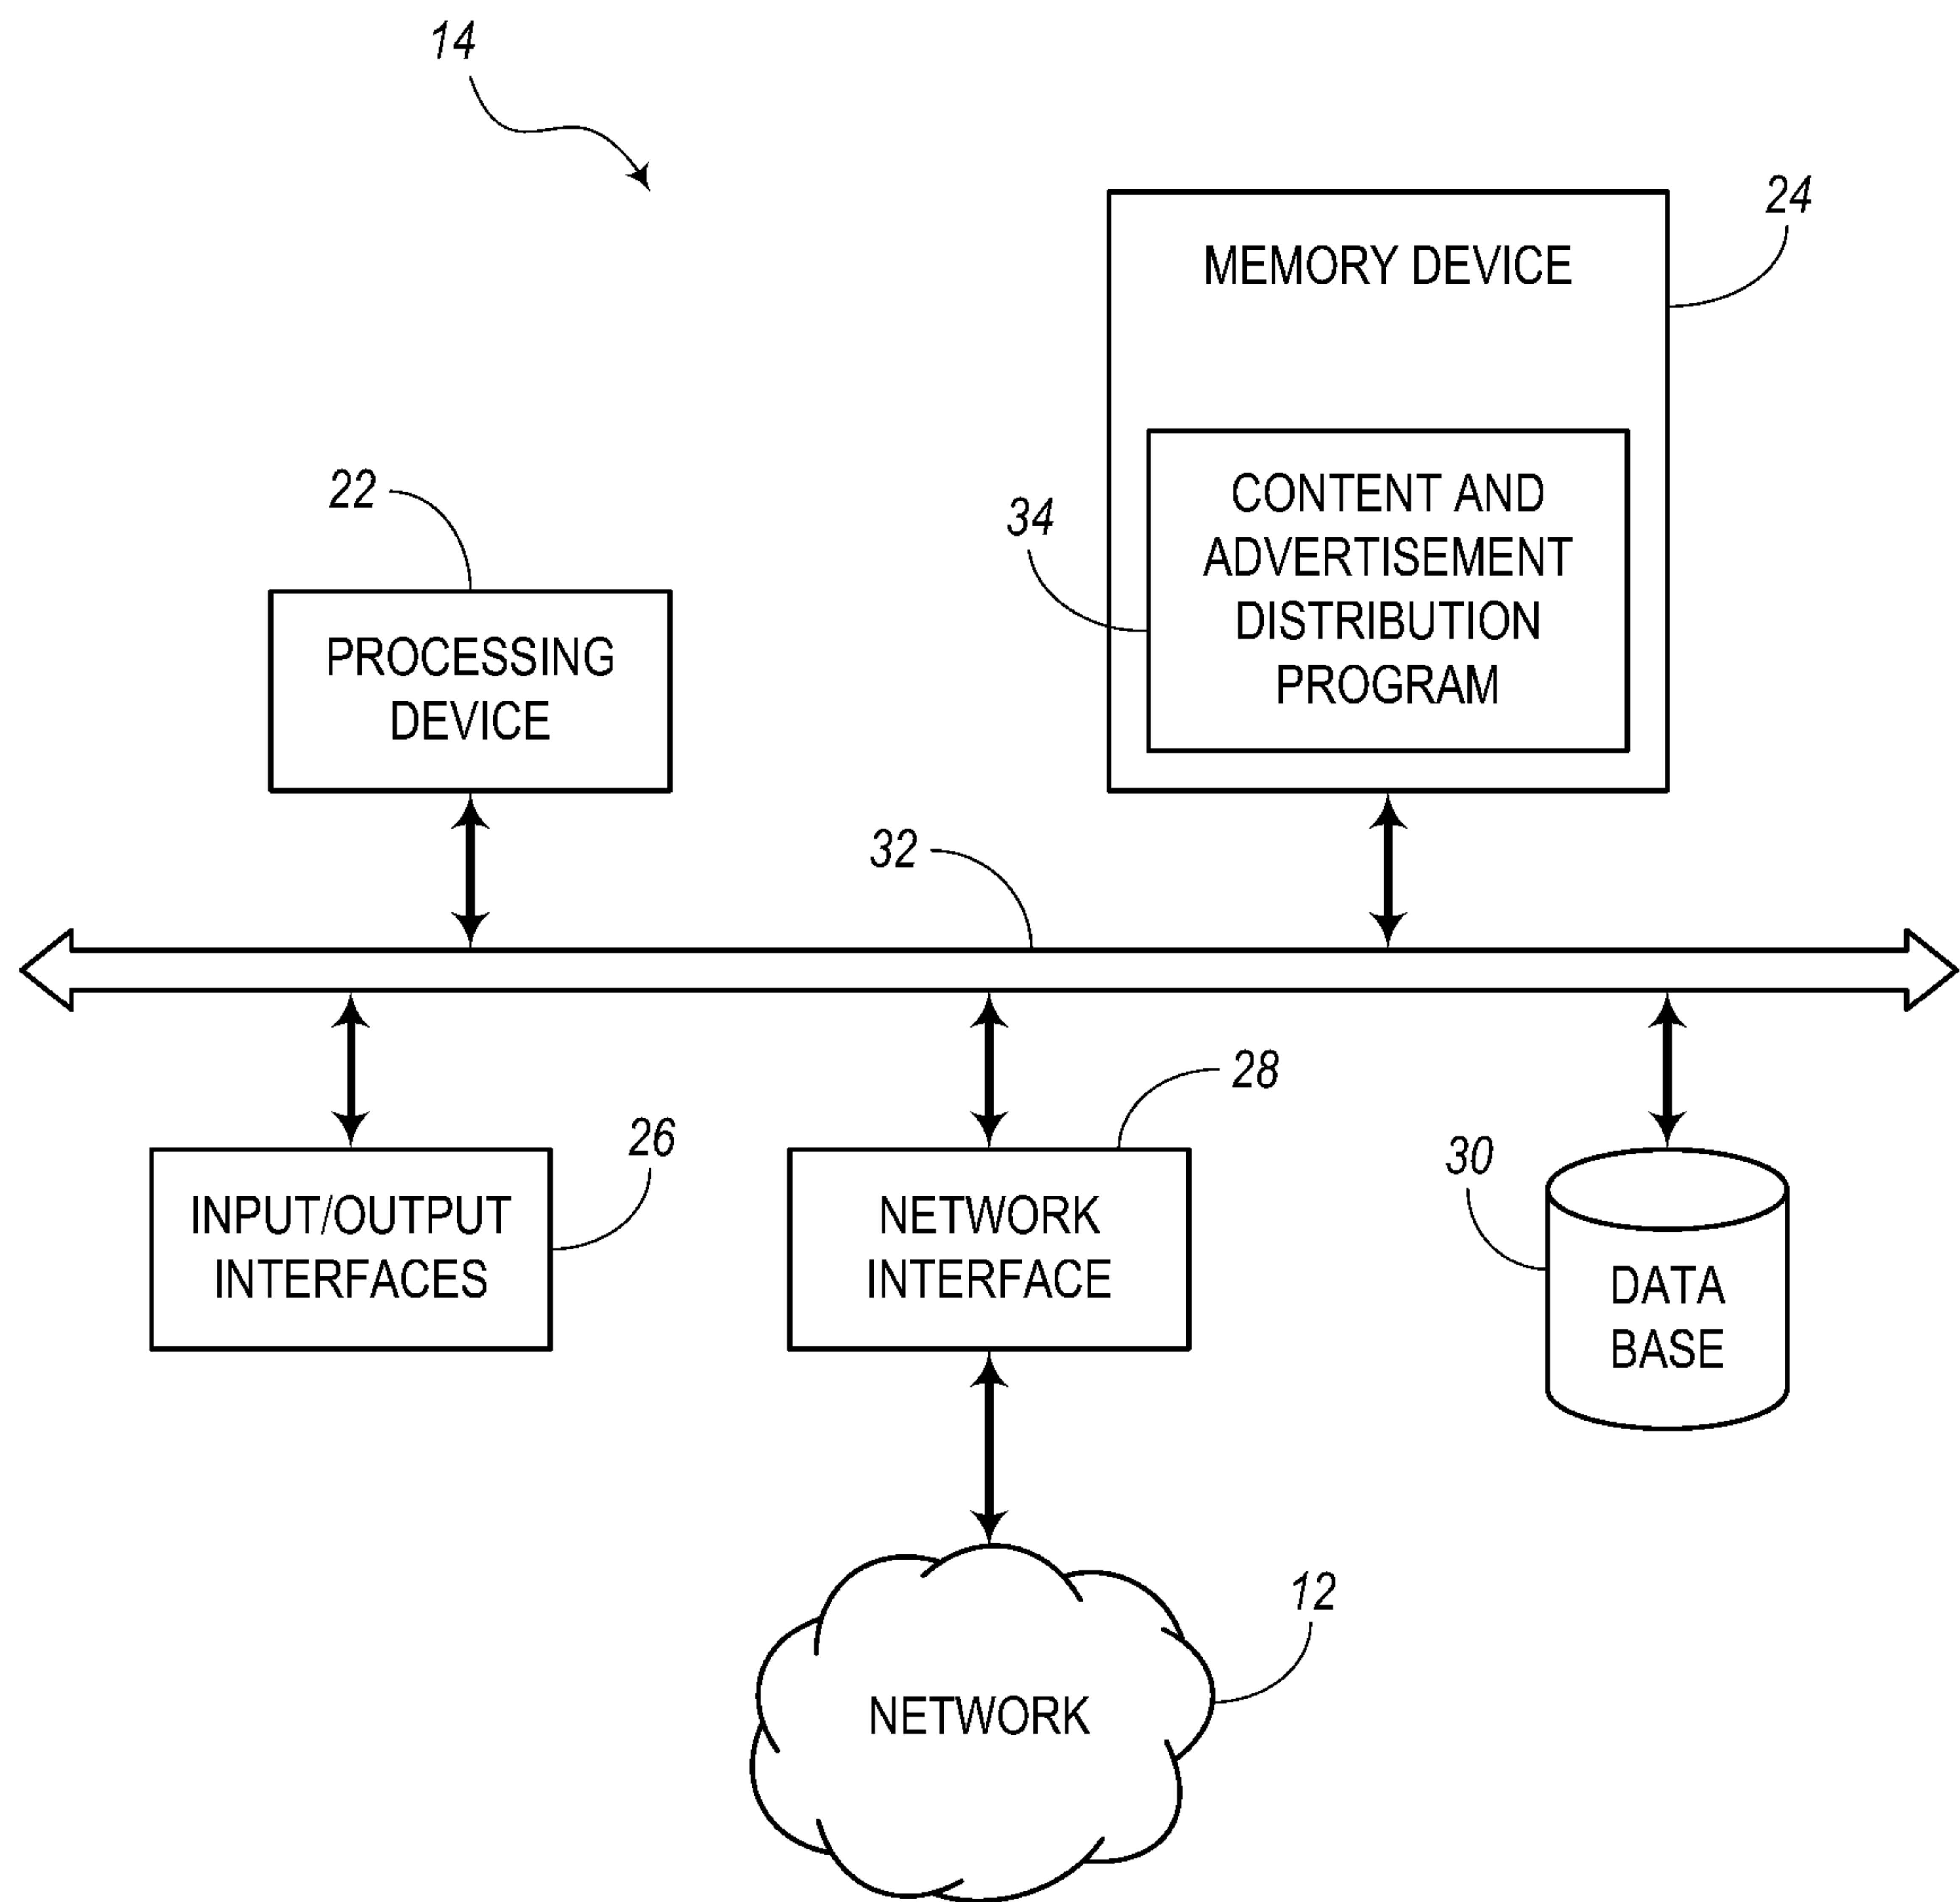 14
24
MEMORY DEVICE
22
34
CONTENT AND
ADVERTISEMENT
DISTRIBUTION
PROGRAM
PROCESSING
DEVICE
32
28
26
30
INPUT/OUTPUT
INTERFACES
NETWORK
INTERFACE
DATA
BASE
12
NETWORK